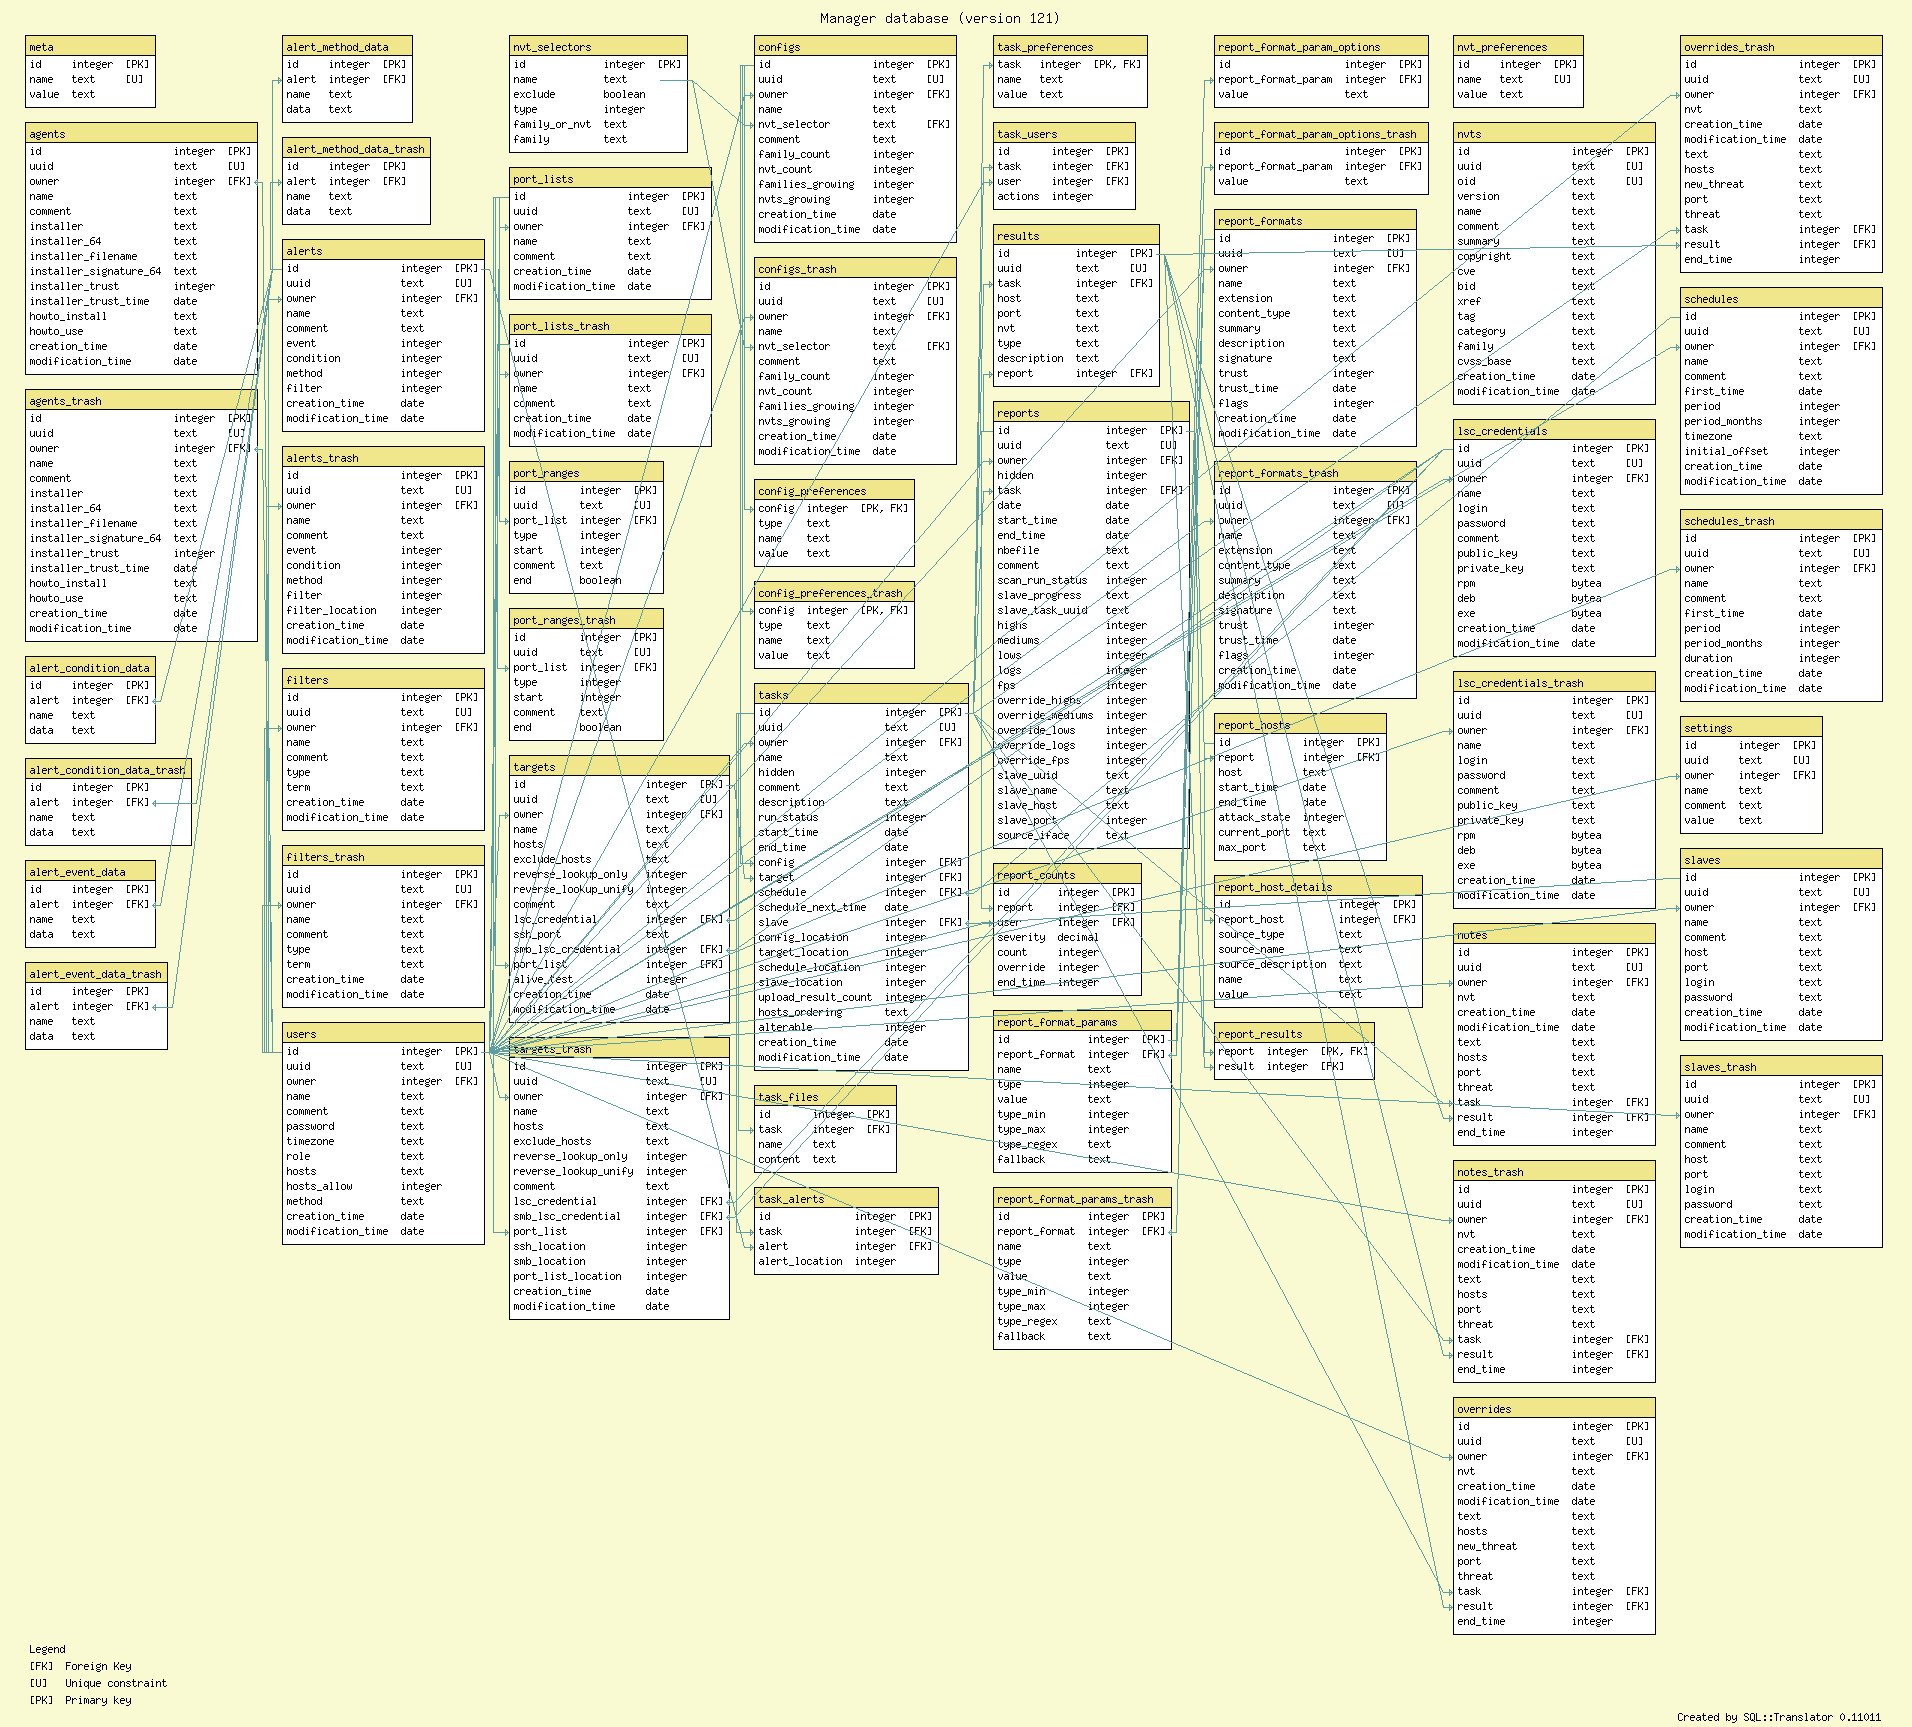 Manager database (version 121)
meta
id integer [PK]
name text [U]
value text
agents
id integer [PK]
uuid text [U]
owner integer [FK]
name text
comment text
installer text
installer_64 text
installer_filename text
installer_signature_64 text
installer_trust integer
installer_trust_time date
howto_install text
howto_use text
creation_time date
modification_time date
agents_trash
id integer [PK]
uuid text [U]
owner integer [FK]
name text
comment text
installer text
installer_64 text
installer_filename text
installer_signature_64 text
installer_trust integer
installer_trust_time date
howto_install text
howto_use text
creation_time date
modification_time date
alert_condition_data
id integer [PK]
alert integer [FK]
name text
data text
alert_condition_data_trash
id integer [PK]
alert integer [FK]
name text
data text
alert_event_data
id integer [PK]
alert integer [FK]
name text
data text
alert_event_data_trash
id integer [PK]
alert integer [FK]
name text
data text
alert_method_data
id integer [PK]
alert integer [FK]
name text
data text
alert_method_data_trash
id integer [PK]
alert integer [FK]
name text
data text
alerts
id integer [PK]
uuid text [U]
owner integer [FK]
name text
comment text
event integer
condition integer
method integer
filter integer
creation_time date
modification_time date
alerts_trash
id integer [PK]
uuid text [U]
owner integer [FK]
name text
comment text
event integer
condition integer
method integer
filter integer
filter_location integer
creation_time date
modification_time date
filters
id integer [PK]
uuid text [U]
owner integer [FK]
name text
comment text
type text
term text
creation_time date
modification_time date
filters_trash
id integer [PK]
uuid text [U]
owner integer [FK]
name text
comment text
type text
term text
creation_time date
modification_time date
users
id integer [PK]
uuid text [U]
owner integer [FK]
name text
comment text
password text
timezone text
role text
hosts text
hosts_allow integer
method text
creation_time date
modification_time date
nvt_selectors
id integer [PK]
name text
exclude boolean
type integer
family_or_nvt text
family text
port_lists
id integer [PK]
uuid text [U]
owner integer [FK]
name text
comment text
creation_time date
modification_time date
port_lists_trash
id integer [PK]
uuid text [U]
owner integer [FK]
name text
comment text
creation_time date
modification_time date
port_ranges
id integer [PK]
uuid text [U]
port_list integer [FK]
type integer
start integer
comment text
end boolean
port_ranges_trash
id integer [PK]
uuid text [U]
port_list integer [FK]
type integer
start integer
comment text
end boolean
targets
id integer [PK]
uuid text [U]
owner integer [FK]
name text
hosts text
exclude_hosts text
reverse_lookup_only integer
reverse_lookup_unify integer
comment text
lsc_credential integer [FK]
ssh_port text
smb_lsc_credential integer [FK]
port_list integer [FK]
alive_test integer
creation_time date
modification_time date
targets_trash
id integer [PK]
uuid text [U]
owner integer [FK]
name text
hosts text
exclude_hosts text
reverse_lookup_only integer
reverse_lookup_unify integer
comment text
lsc_credential integer [FK]
smb_lsc_credential integer [FK]
port_list integer [FK]
ssh_location integer
smb_location integer
port_list_location integer
creation_time date
modification_time date
configs
id integer [PK]
uuid text [U]
owner integer [FK]
name text
nvt_selector text [FK]
comment text
family_count integer
nvt_count integer
families_growing integer
nvts_growing integer
creation_time date
modification_time date
configs_trash
id integer [PK]
uuid text [U]
owner integer [FK]
name text
nvt_selector text [FK]
comment text
family_count integer
nvt_count integer
families_growing integer
nvts_growing integer
creation_time date
modification_time date
config_preferences
config integer [PK, FK]
type text
name text
value text
config_preferences_trash
config integer [PK, FK]
type text
name text
value text
tasks
id integer [PK]
uuid text [U]
owner integer [FK]
name text
hidden integer
comment text
description text
run_status integer
start_time date
end_time date
config integer [FK]
target integer [FK]
schedule integer [FK]
schedule_next_time date
slave integer [FK]
config_location integer
target_location integer
schedule_location integer
slave_location integer
upload_result_count integer
hosts_ordering text
alterable integer
creation_time date
modification_time date
task_files
id integer [PK]
task integer [FK]
name text
content text
task_alerts
id integer [PK]
task integer [FK]
alert integer [FK]
alert_location integer
task_preferences
task integer [PK, FK]
name text
value text
task_users
id integer [PK]
task integer [FK]
user integer [FK]
actions integer
results
id integer [PK]
uuid text [U]
task integer [FK]
host text
port text
nvt text
type text
description text
report integer [FK]
reports
id integer [PK]
uuid text [U]
owner integer [FK]
hidden integer
task integer [FK]
date date
start_time date
end_time date
nbefile text
comment text
scan_run_status integer
slave_progress text
slave_task_uuid text
highs integer
mediums integer
lows integer
logs integer
fps integer
override_highs integer
override_mediums integer
override_lows integer
override_logs integer
override_fps integer
slave_uuid text
slave_name text
slave_host text
slave_port integer
source_iface text
report_counts
id integer [PK]
report integer [FK]
user integer [FK]
severity decimal
count integer
override integer
end_time integer
report_format_params
id integer [PK]
report_format integer [FK]
name text
type integer
value text
type_min integer
type_max integer
type_regex text
fallback text
report_format_params_trash
id integer [PK]
report_format integer [FK]
name text
type integer
value text
type_min integer
type_max integer
type_regex text
fallback text
report_format_param_options
id integer [PK]
report_format_param integer [FK]
value text
report_format_param_options_trash
id integer [PK]
report_format_param integer [FK]
value text
report_formats
id integer [PK]
uuid text [U]
owner integer [FK]
name text
extension text
content_type text
summary text
description text
signature text
trust integer
trust_time date
flags integer
creation_time date
modification_time date
report_formats_trash
id integer [PK]
uuid text [U]
owner integer [FK]
name text
extension text
content_type text
summary text
description text
signature text
trust integer
trust_time date
flags integer
creation_time date
modification_time date
report_hosts
id integer [PK]
report integer [FK]
host text
start_time date
end_time date
attack_state integer
current_port text
max_port text
report_host_details
id integer [PK]
report_host integer [FK]
source_type text
source_name text
source_description text
name text
value text
report_results
report integer [PK, FK]
result integer [FK]
nvt_preferences
id integer [PK]
name text [U]
value text
nvts
id integer [PK]
uuid text [U]
oid text [U]
version text
name text
comment text
summary text
copyright text
cve text
bid text
xref text
tag text
category text
family text
cvss_base text
creation_time date
modification_time date
lsc_credentials
id integer [PK]
uuid text [U]
owner integer [FK]
name text
login text
password text
comment text
public_key text
private_key text
rpm bytea
deb bytea
exe bytea
creation_time date
modification_time date
lsc_credentials_trash
id integer [PK]
uuid text [U]
owner integer [FK]
name text
login text
password text
comment text
public_key text
private_key text
rpm bytea
deb bytea
exe bytea
creation_time date
modification_time date
notes
id integer [PK]
uuid text [U]
owner integer [FK]
nvt text
creation_time date
modification_time date
text text
hosts text
port text
threat text
task integer [FK]
result integer [FK]
end_time integer
notes_trash
id integer [PK]
uuid text [U]
owner integer [FK]
nvt text
creation_time date
modification_time date
text text
hosts text
port text
threat text
task integer [FK]
result integer [FK]
end_time integer
overrides
id integer [PK]
uuid text [U]
owner integer [FK]
nvt text
creation_time date
modification_time date
text text
hosts text
new_threat text
port text
threat text
task integer [FK]
result integer [FK]
end_time integer
overrides_trash
id integer [PK]
uuid text [U]
owner integer [FK]
nvt text
creation_time date
modification_time date
text text
hosts text
new_threat text
port text
threat text
task integer [FK]
result integer [FK]
end_time integer
schedules
id integer [PK]
uuid text [U]
owner integer [FK]
name text
comment text
first_time date
period integer
period_months integer
timezone text
initial_offset integer
creation_time date
modification_time date
schedules_trash
id integer [PK]
uuid text [U]
owner integer [FK]
name text
comment text
first_time date
period integer
period_months integer
duration integer
creation_time date
modification_time date
settings
id integer [PK]
uuid text [U]
owner integer [FK]
name text
comment text
value text
slaves
id integer [PK]
uuid text [U]
owner integer [FK]
name text
comment text
host text
port text
login text
password text
creation_time date
modification_time date
slaves_trash
id integer [PK]
uuid text [U]
owner integer [FK]
name text
comment text
host text
port text
login text
password text
creation_time date
modification_time date
Legend
[FK] Foreign Key
[U] Unique constraint
[PK] Primary key
Created by SQL::Translator 0.11011